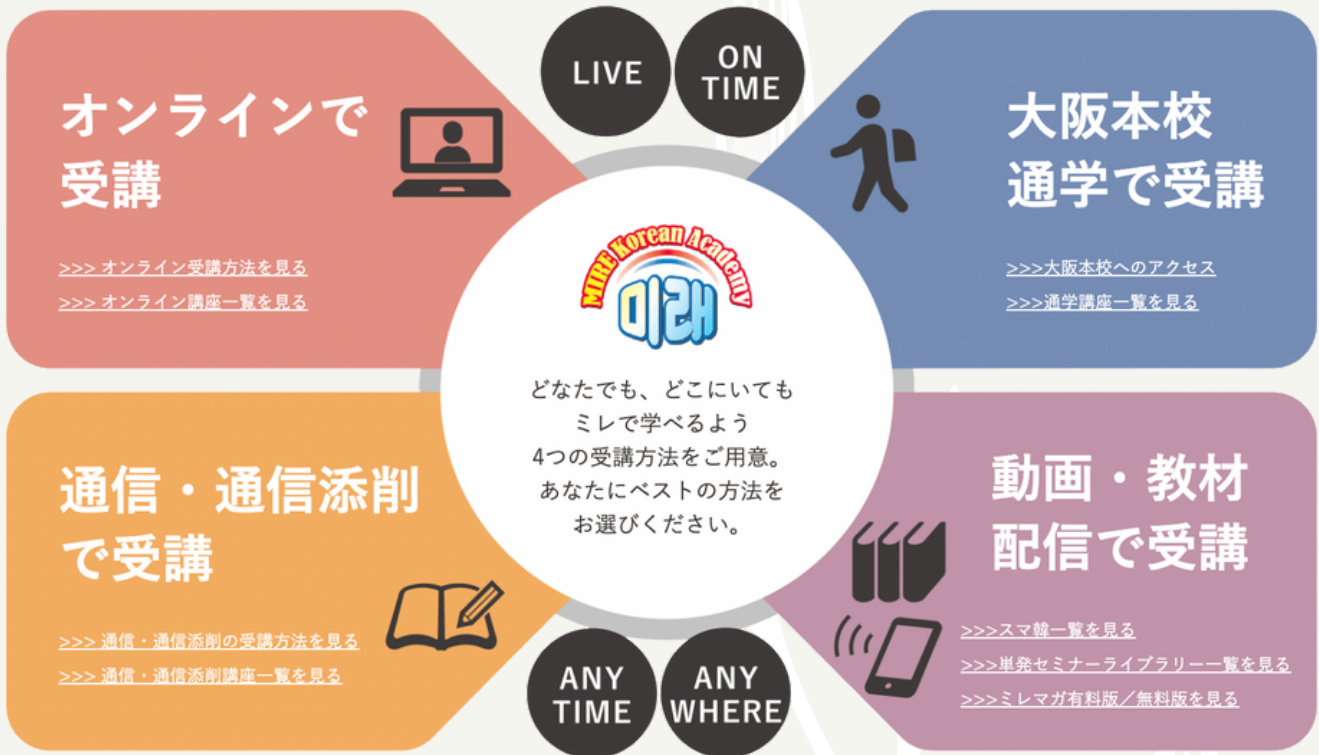 LIVE
ON
TIME
オンラインで
受講
>>> オンライン受講方法を見る
>>> オンライン講座一覧を見る
大阪本校
通学で受講
>>>大阪本校へのアクセス
>>>通学講座一覧を見る
MIRE Korean Academy
미래
どなたでも、どこにいても
ミレで学べるよう
4つの受講方法をご用意。
あなたにベストの方法を
お選びください。
通信・通信添削
で受講
>>> 通信・通信添削の受講方法を見る
>>> 通信・通信添削講座一覧を見る
動画・教材
配信で受講
>>>スマ韓一覧を見る
>>>単発セミナーライブラリー一覧を見る
>>>ミレマガ有料版／無料版を見る
ANY
TIME
ANY
WHERE